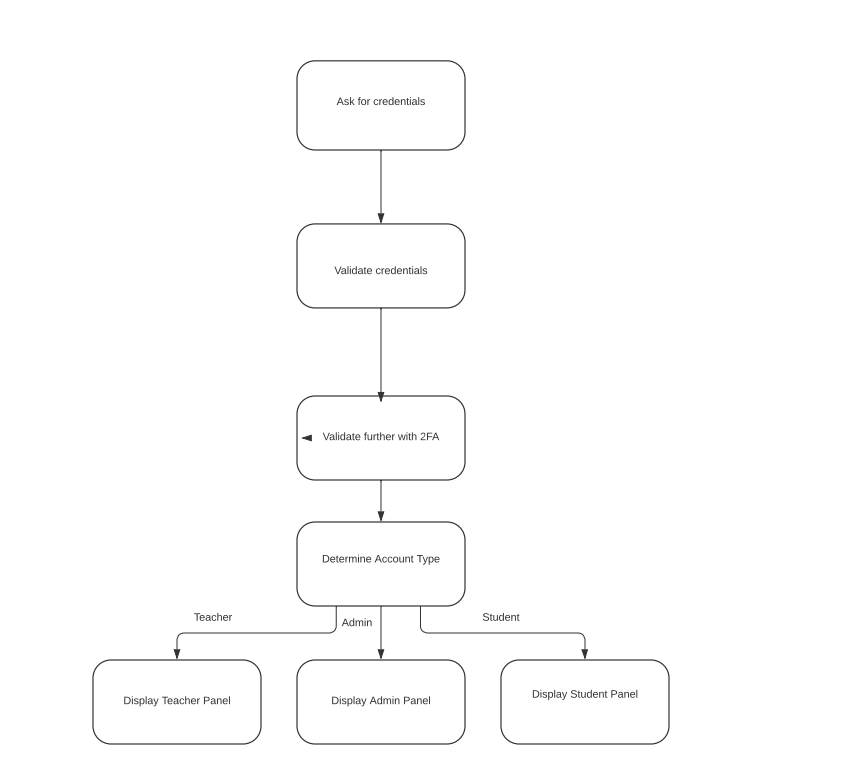 Ask for credentials
Validate credentials
Validate further with 2FA
Determine Account Type
Teacher
Admin
Student
Display Teacher Panel
Display Admin Panel
Display Student Panel